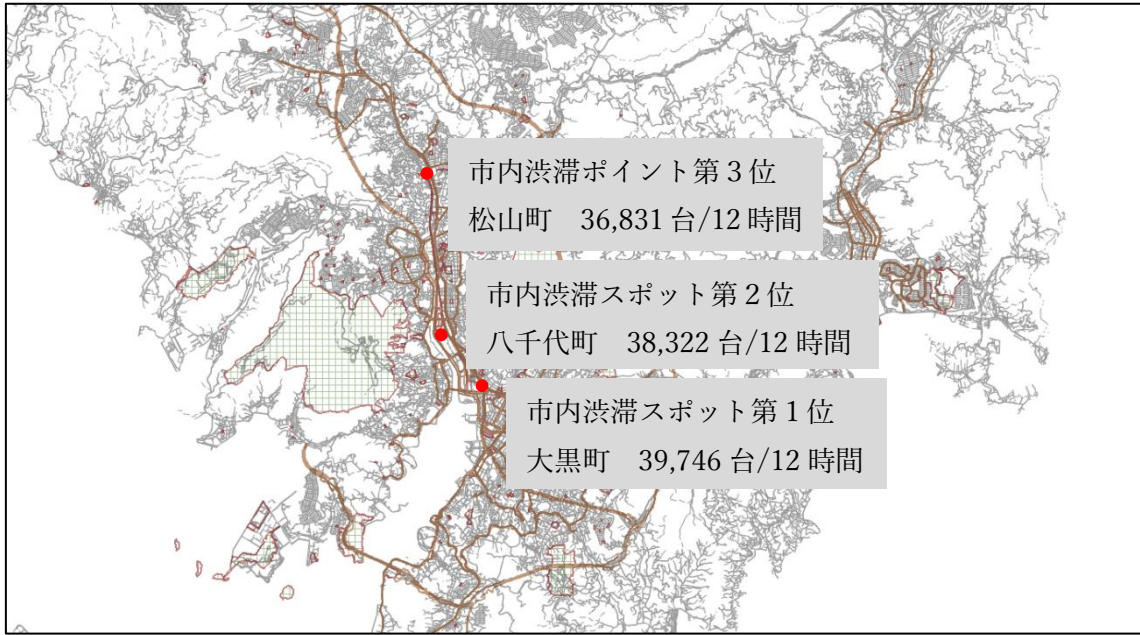 市内渋滞ポイント第３位
松山町　36,831 台/12 時間
市内渋滞スポット第２位
八千代町　38,322 台/12 時間
市内渋滞スポット第１位
大黒町　39,746 台/12 時間